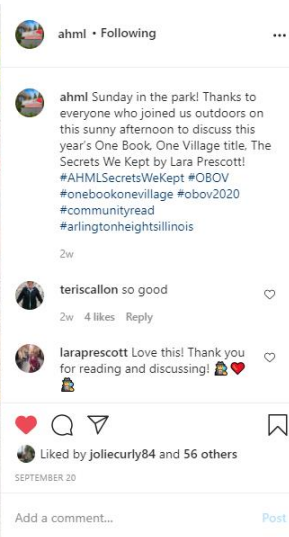 ahml • Following
ahml Sunday in the park! Thanks to
everyone who joined us outdoors on
this sunny afternoon to discuss this
year's One Book, One Village title, The
Secrets We Kept by Lara Prescott!
#AHMLSecretsWeKept #OBOV
#onebookonevillage #obov2020
#communityread
#arlingtonheightsillinois
2w
teriscallon so good
2w 4 likes Reply
laraprescott Love this! Thank you
for reading and discussing! 🕵️❤️
🕵️
Liked by joliecurly84 and 56 others
SEPTEMBER 20
Add a comment... Post